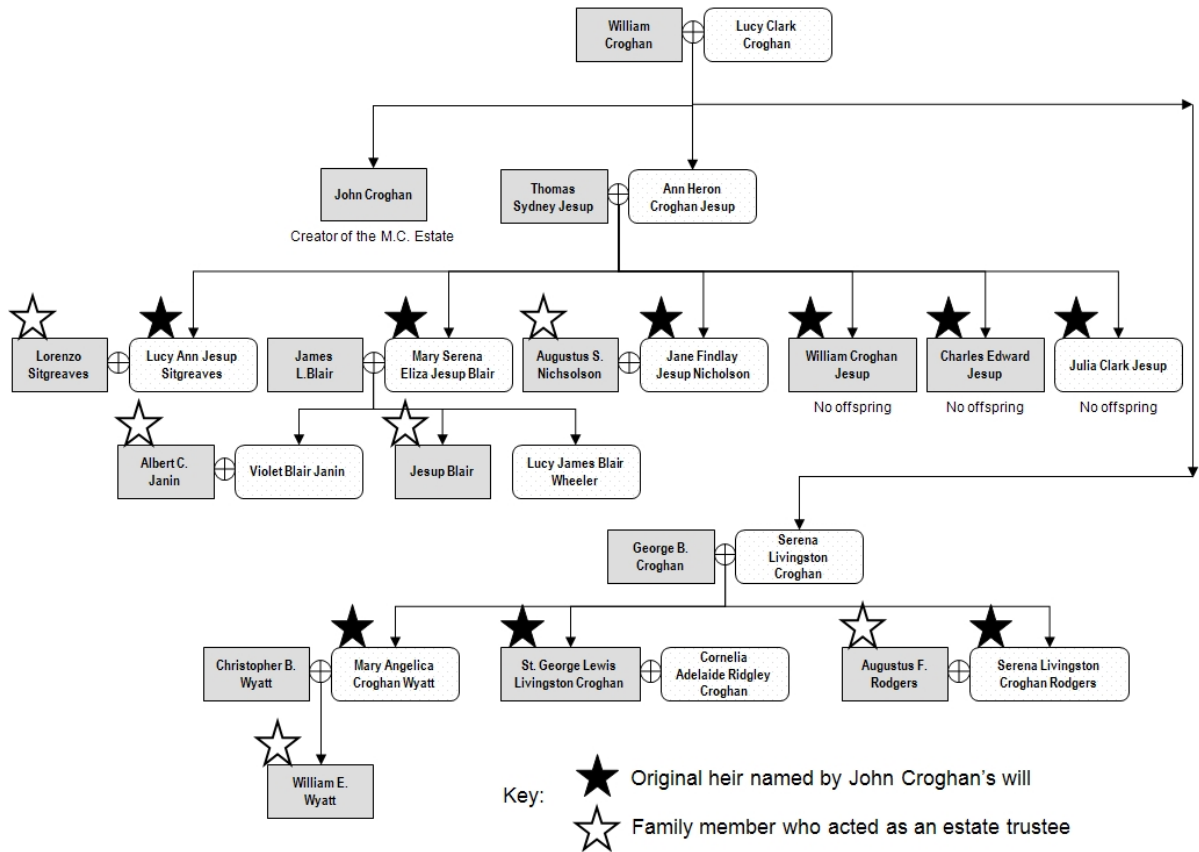 William
Croghan
Lucy Clark
Croghan
John Croghan
Creator of the M.C. Estate
Thomas
Sydney Jesup
Ann Heron
Croghan Jesup
Lorenzo
Sitgreaves
Lucy Ann Jesup
Sitgreaves
James
L.Blair
Mary Serena
Eliza Jesup Blair
Augustus S.
Nichsolson
Jane Findlay
Jesup Nicholson
William Croghan
Jesup
No offspring
Charles Edward
Jesup
No offspring
Julia Clark Jesup
No offspring
Albert C.
Janin
Violet Blair Janin
Jesup Blair
Lucy James Blair
Wheeler
George B.
Croghan
Serena
Livingston
Croghan
Christopher B.
Wyatt
Mary Angelica
Croghan Wyatt
St. George Lewis
Livingston Croghan
Cornelia
Adelaide Ridgley
Croghan
Augustus F.
Rodgers
Serena Livingston
Croghan Rodgers
William E.
Wyatt
Key:
Original heir named by John Croghan's will
Family member who acted as an estate trustee